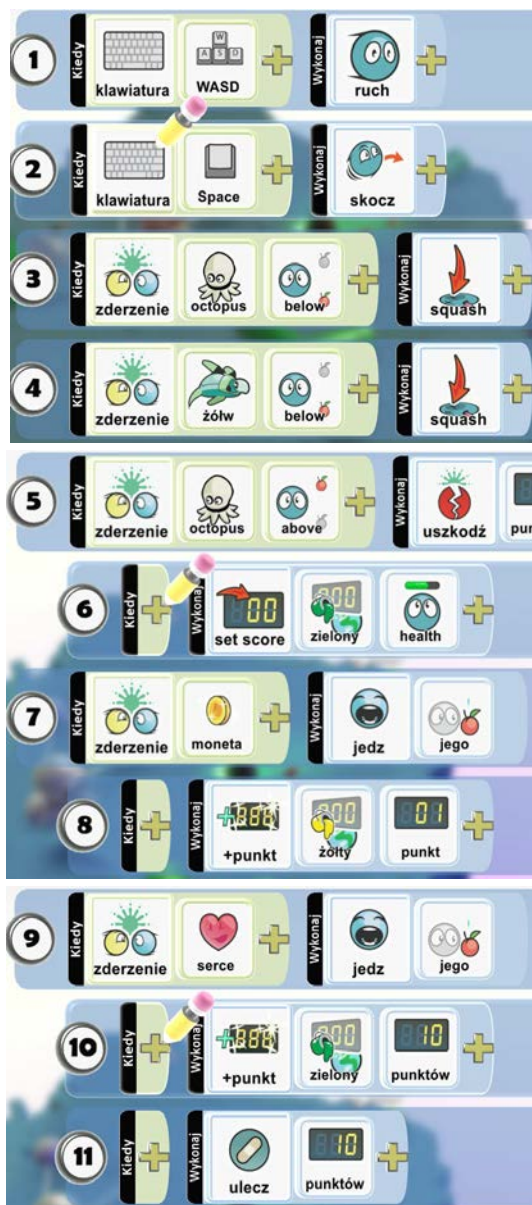 1 Kiedy klawiatura W A S D WASD Wykonaj ruch
2 Kiedy klawiatura Space Wykonaj skocz
3 Kiedy zderzenie octopus below Wykonaj squash
4 Kiedy zderzenie żółw below Wykonaj squash
5 Kiedy zderzenie octopus above Wykonaj uszkodź
6 Kiedy Wykonaj 00 set score 000 zielony health
7 Kiedy zderzenie moneta Wykonaj jedz jego
8 Kiedy Wykonaj +punkt 000 żółty 01 punkt
9 Kiedy zderzenie serce Wykonaj jedz jego
10 Kiedy Wykonaj +punkt 000 zielony 10 punktów
11 Kiedy Wykonaj ulecz 10 punktów